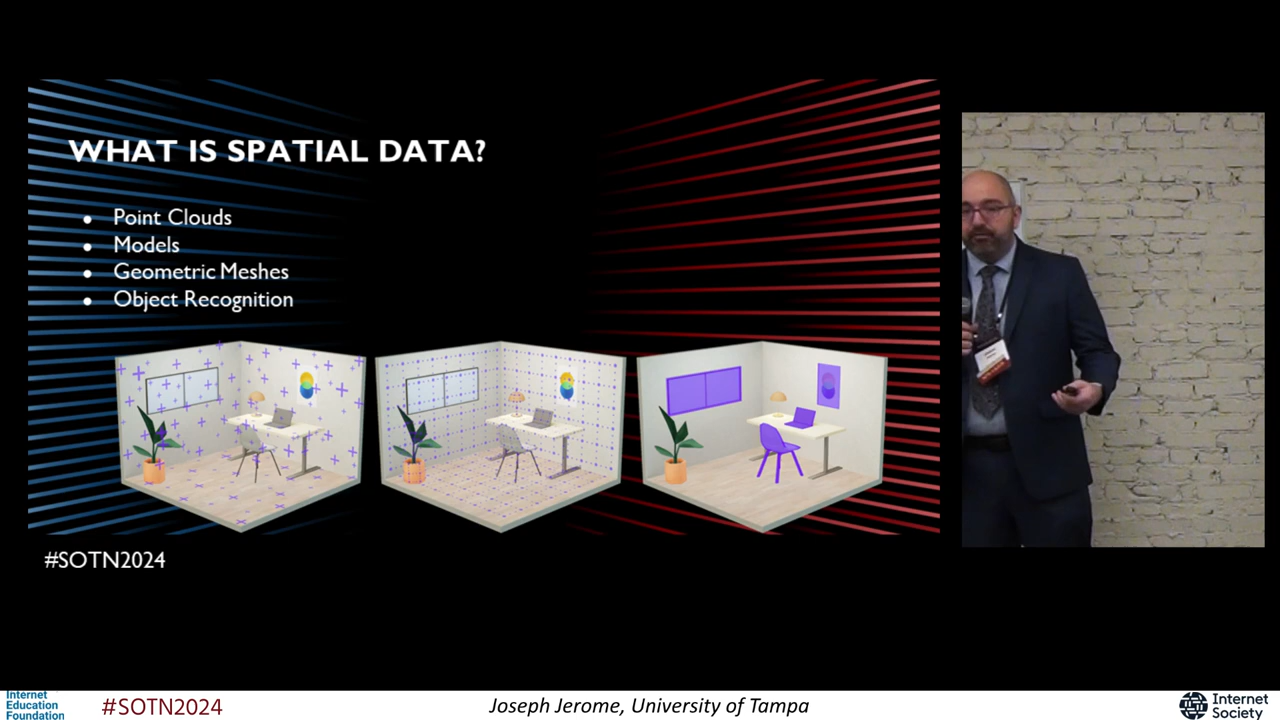 WHAT IS SPATIAL DATA?
• Point Clouds
• Models
• Geometric Meshes
• Object Recognition
#SOTN2024
Internet
Education
Foundation
#SOTN2024
Joseph Jerome, University of Tampa
Internet
Society